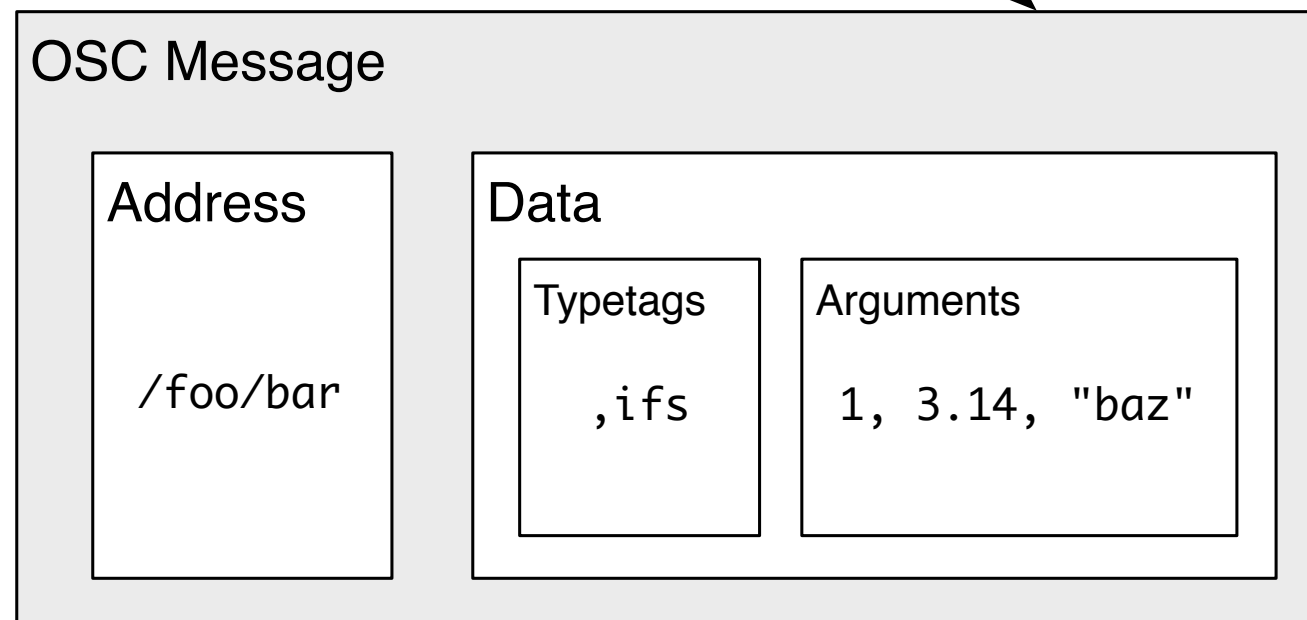 OSC Message
Address
/foo/bar
Data
Typetags
,ifs
Arguments
1, 3.14, "baz"